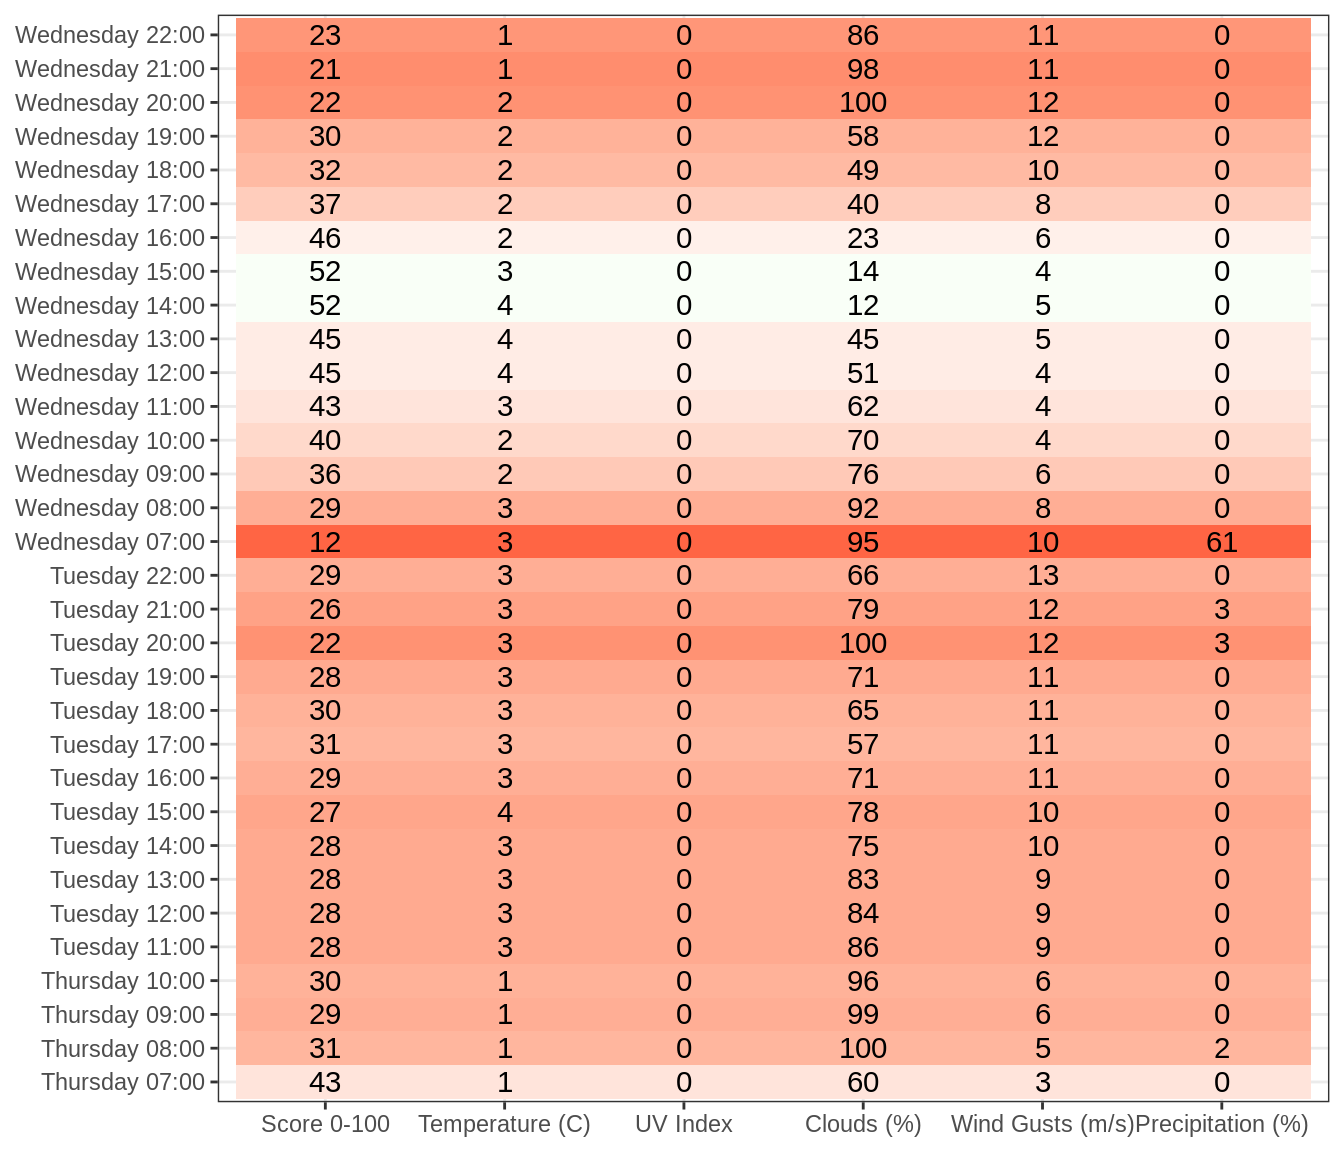 Wednesday 22:00 23 1 0 86 11 0
Wednesday 21:00 21 1 0 98 11 0
Wednesday 20:00 22 2 0 100 12 0
Wednesday 19:00 30 2 0 58 12 0
Wednesday 18:00 32 2 0 49 10 0
Wednesday 17:00 37 2 0 40 8 0
Wednesday 16:00 46 2 0 23 6 0
Wednesday 15:00 52 3 0 14 4 0
Wednesday 14:00 52 4 0 12 5 0
Wednesday 13:00 45 4 0 45 5 0
Wednesday 12:00 45 4 0 51 4 0
Wednesday 11:00 43 3 0 62 4 0
Wednesday 10:00 40 2 0 70 4 0
Wednesday 09:00 36 2 0 76 6 0
Wednesday 08:00 29 3 0 92 8 0
Wednesday 07:00 12 3 0 95 10 61
Tuesday 22:00 29 3 0 66 13 0
Tuesday 21:00 26 3 0 79 12 3
Tuesday 20:00 22 3 0 100 12 3
Tuesday 19:00 28 3 0 71 11 0
Tuesday 18:00 30 3 0 65 11 0
Tuesday 17:00 31 3 0 57 11 0
Tuesday 16:00 29 3 0 71 11 0
Tuesday 15:00 27 4 0 78 10 0
Tuesday 14:00 28 3 0 75 10 0
Tuesday 13:00 28 3 0 83 9 0
Tuesday 12:00 28 3 0 84 9 0
Tuesday 11:00 28 3 0 86 9 0
Thursday 10:00 30 1 0 96 6 0
Thursday 09:00 29 1 0 99 6 0
Thursday 08:00 31 1 0 100 5 2
Thursday 07:00 43 1 0 60 3 0
Score 0-100 Temperature (C) UV Index Clouds (%) Wind Gusts (m/s) Precipitation (%)